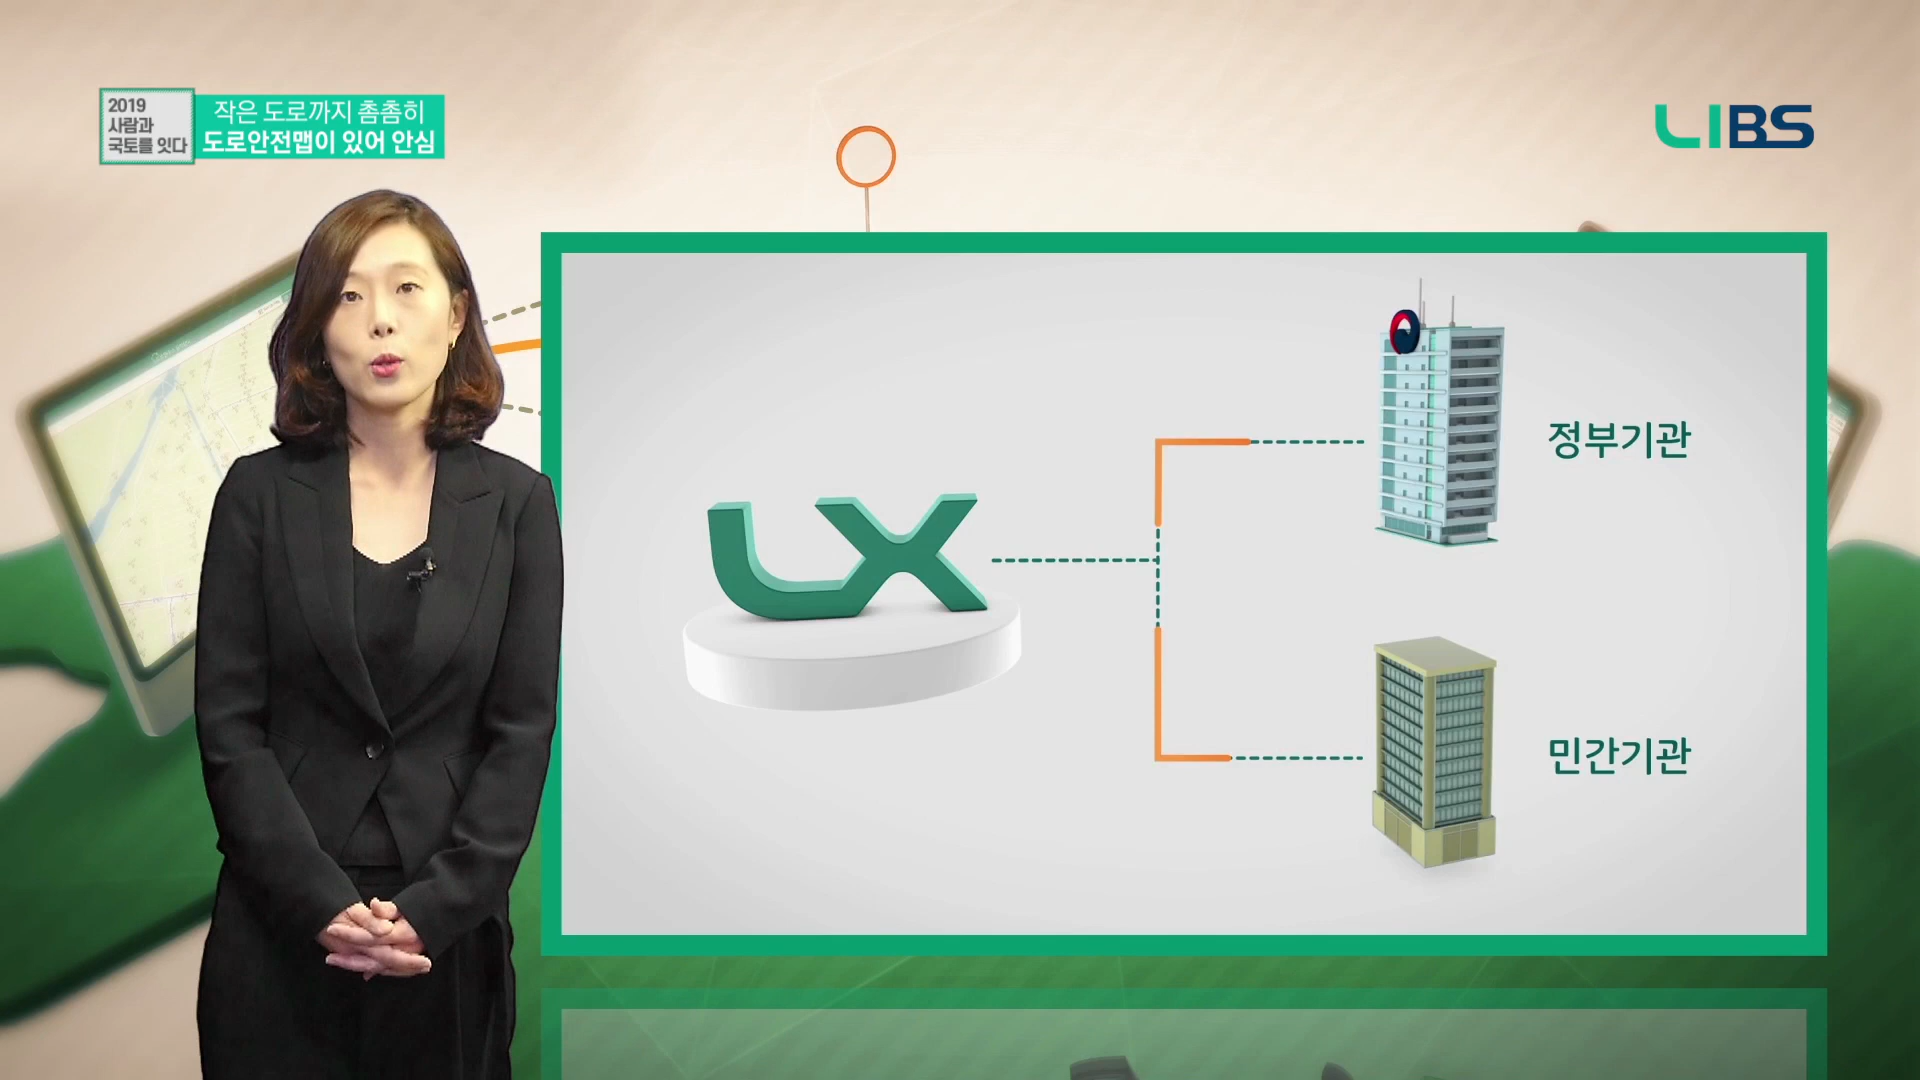 2019
사람과
국토를 잇다
작은 도로까지 촘촘히
도로안전맵이 있어 안심
LIBS
LX
정부기관
민간기관